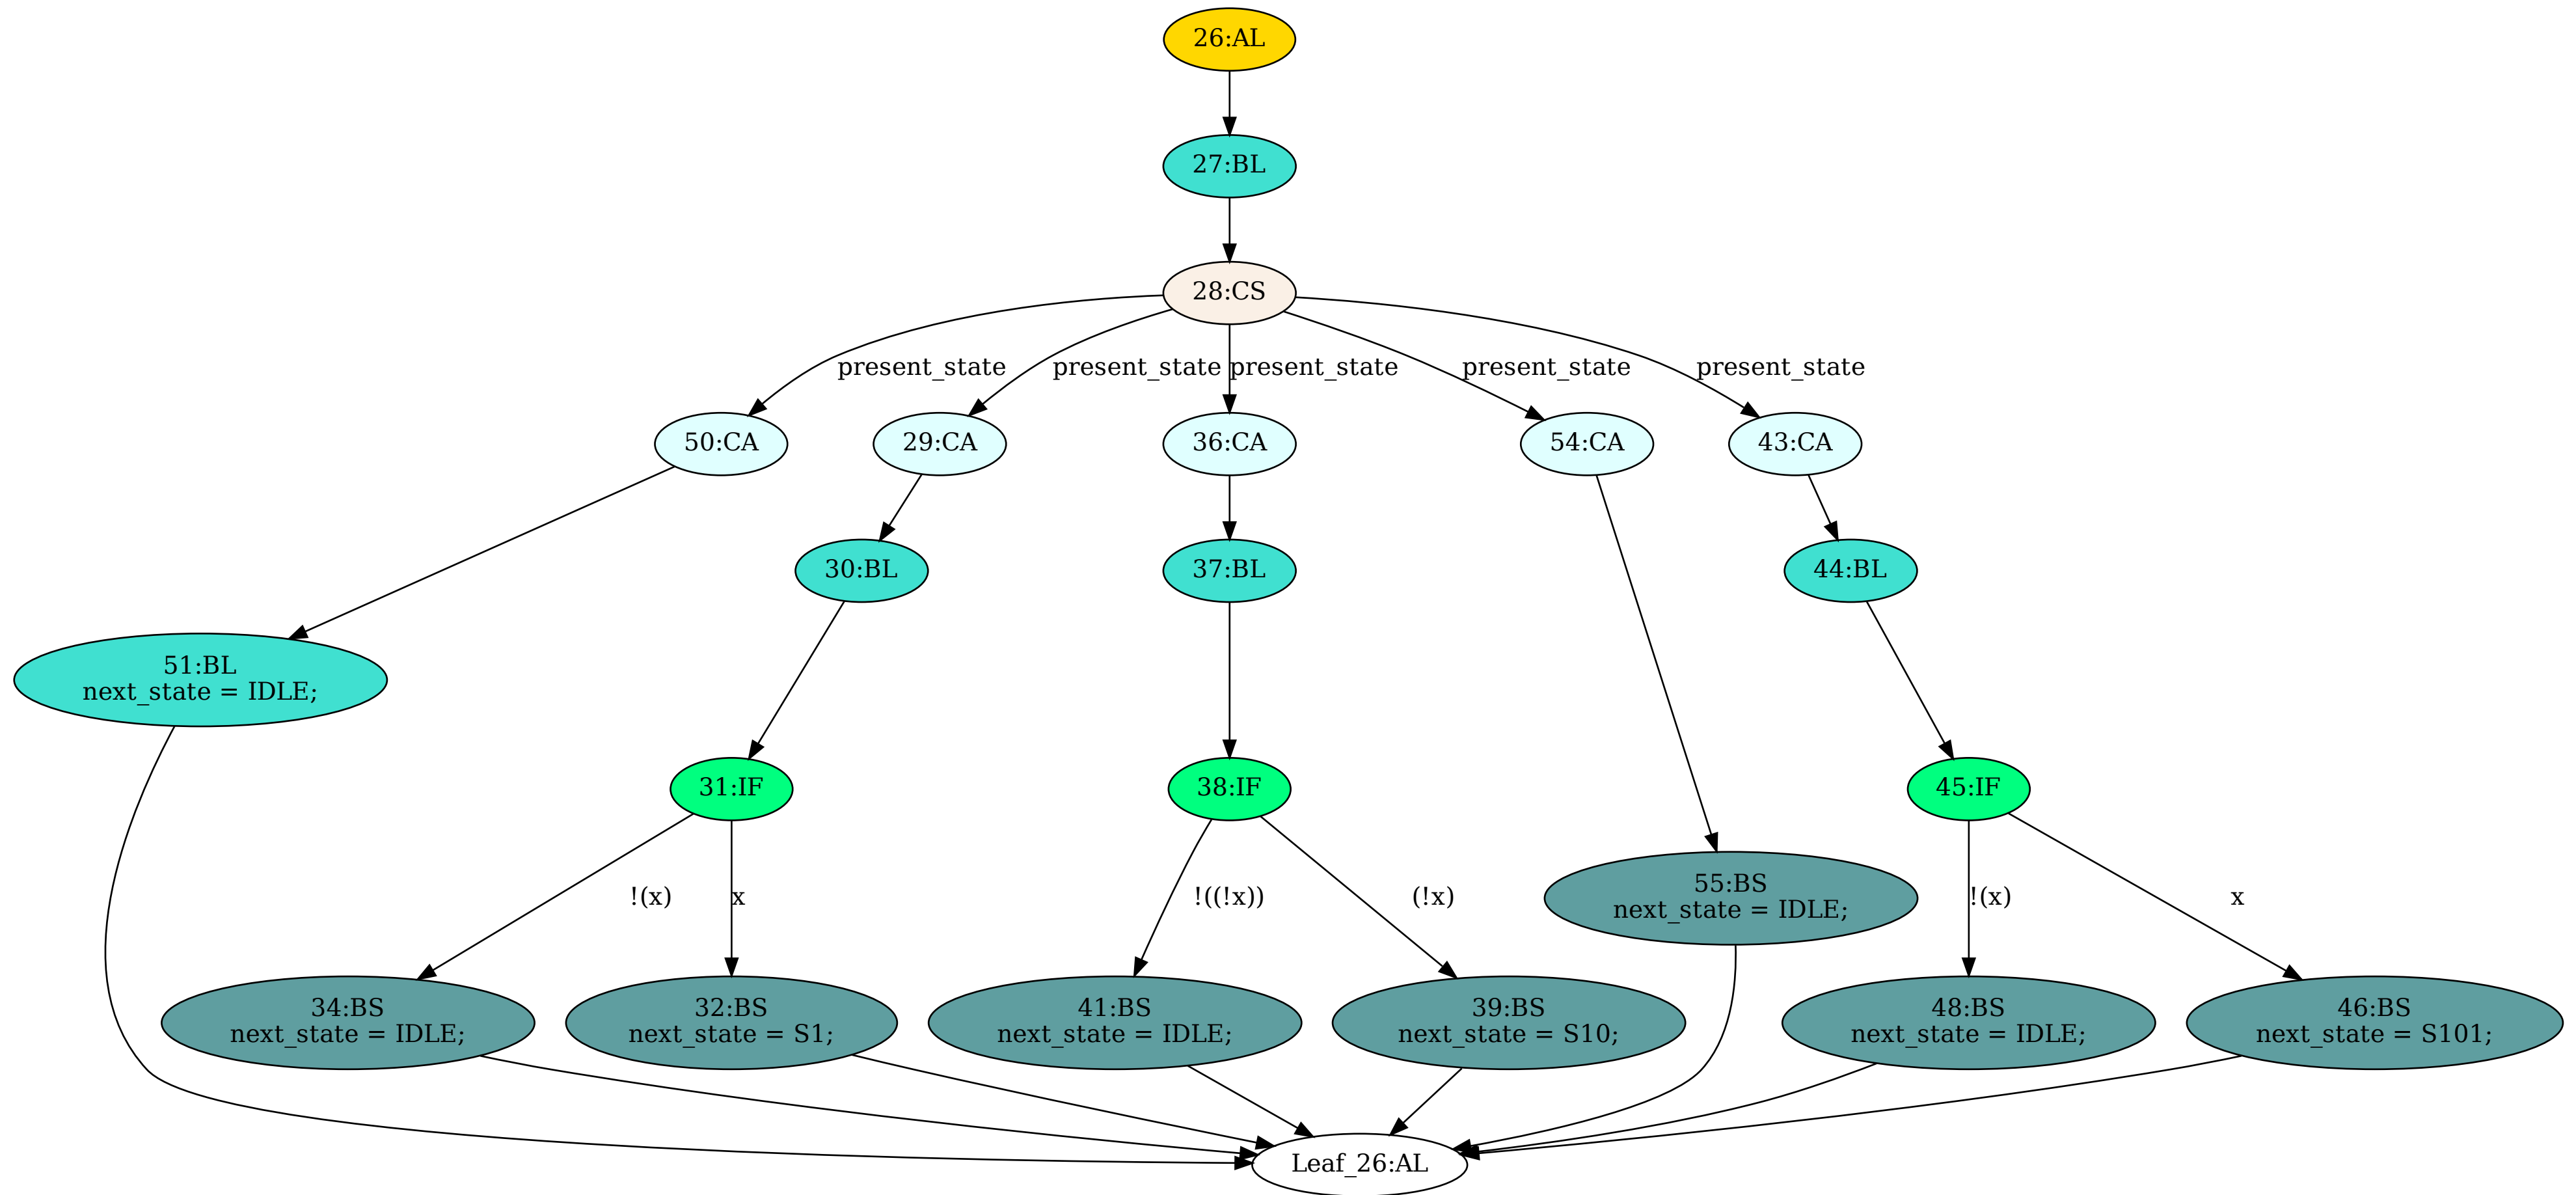 26:AL
27:BL
28:CS
present_state
present_state
present_state
present_state
present_state
50:CA
29:CA
36:CA
54:CA
43:CA
30:BL
37:BL
44:BL
51:BL
next_state = IDLE;
31:IF
38:IF
45:IF
!(x)
x
!((!x))
(!x)
!(x)
x
55:BS
next_state = IDLE;
34:BS
next_state = IDLE;
32:BS
next_state = S1;
41:BS
next_state = IDLE;
39:BS
next_state = S10;
48:BS
next_state = IDLE;
46:BS
next_state = S101;
Leaf_26:AL